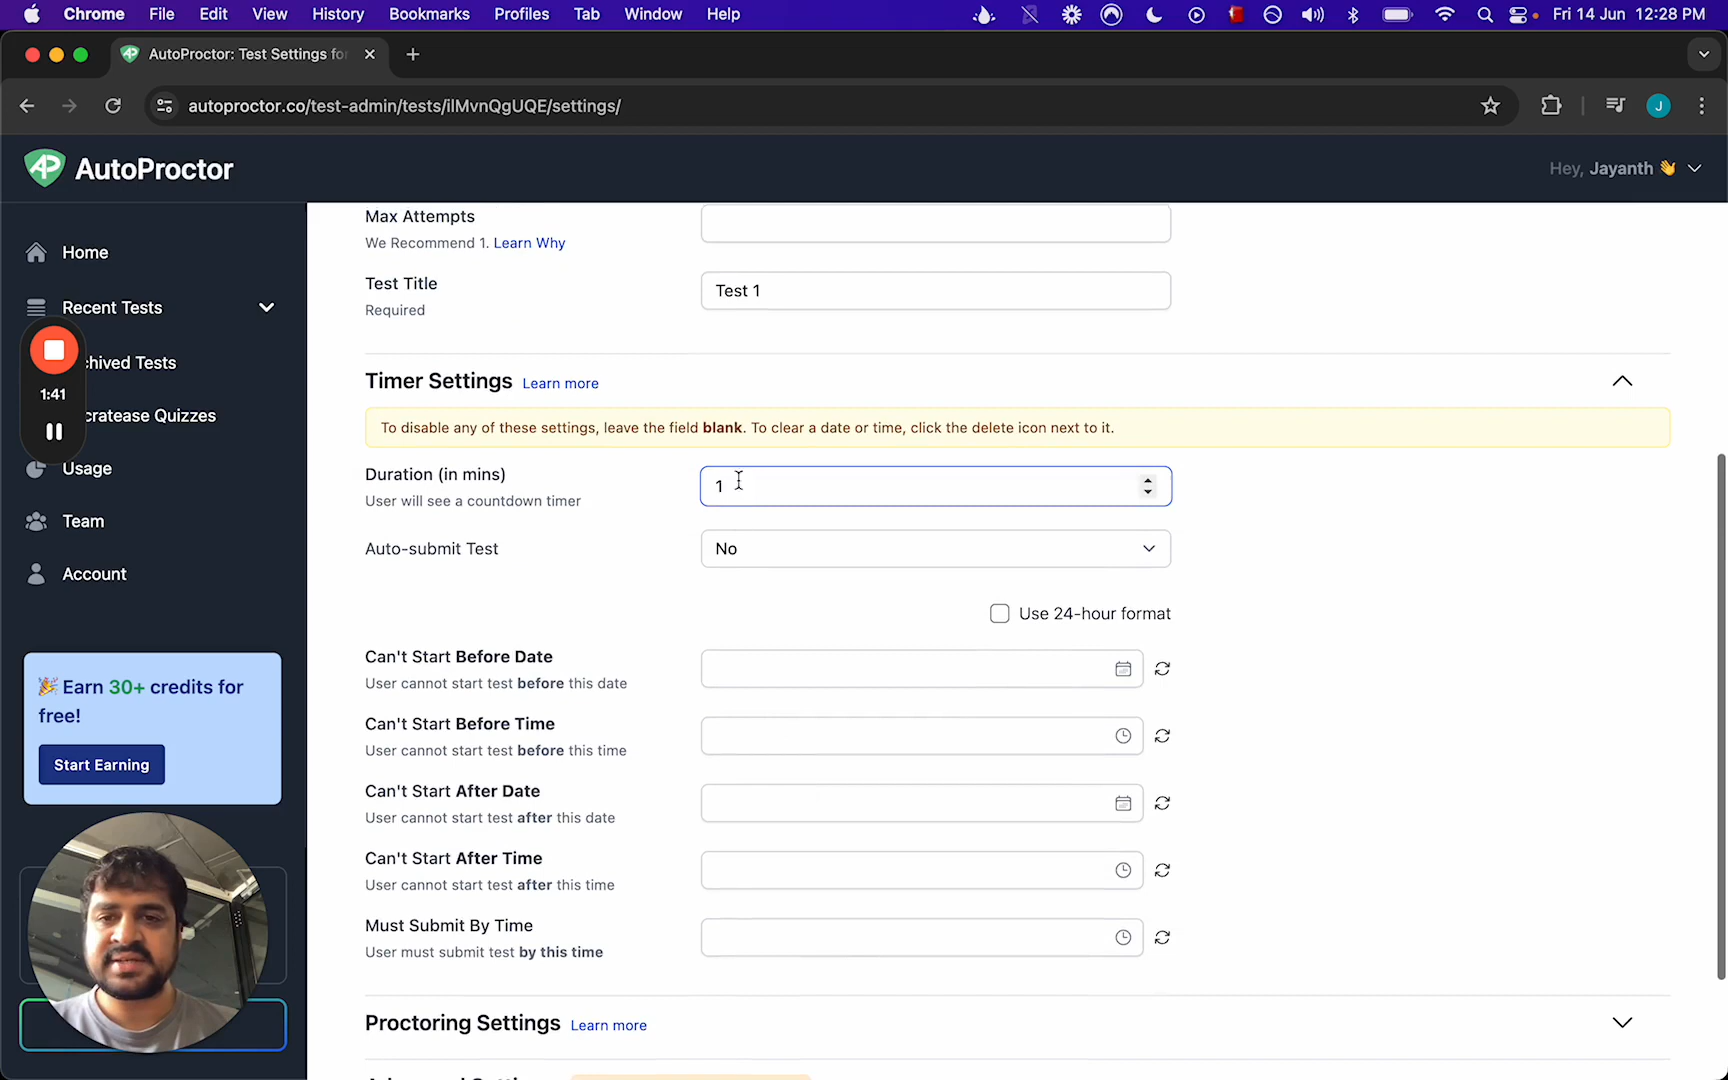 Chrome File Edit View History Bookmarks Profiles Tab Window Help Fri 14 Jun 12:28 PM
AutoProctor: Test Settings for
autoproctor.co/test-admin/tests/ilMvnQgUQE/settings/ J
AP AutoProctor Hey, Jayanth 👋
Home
Recent Tests
chived Tests
cratease Quizzes
Usage
Team
Account
1:41
🎉 Earn 30+ credits for
free!
Start Earning
Max Attempts
We Recommend 1. Learn Why
Test Title Test 1
Required
Timer Settings Learn more
To disable any of these settings, leave the field blank. To clear a date or time, click the delete icon next to it.
Duration (in mins) 1
User will see a countdown timer
Auto-submit Test No
Use 24-hour format
Can't Start Before Date
User cannot start test before this date
Can't Start Before Time
User cannot start test before this time
Can't Start After Date
User cannot start test after this date
Can't Start After Time
User cannot start test after this time
Must Submit By Time
User must submit test by this time
Proctoring Settings Learn more